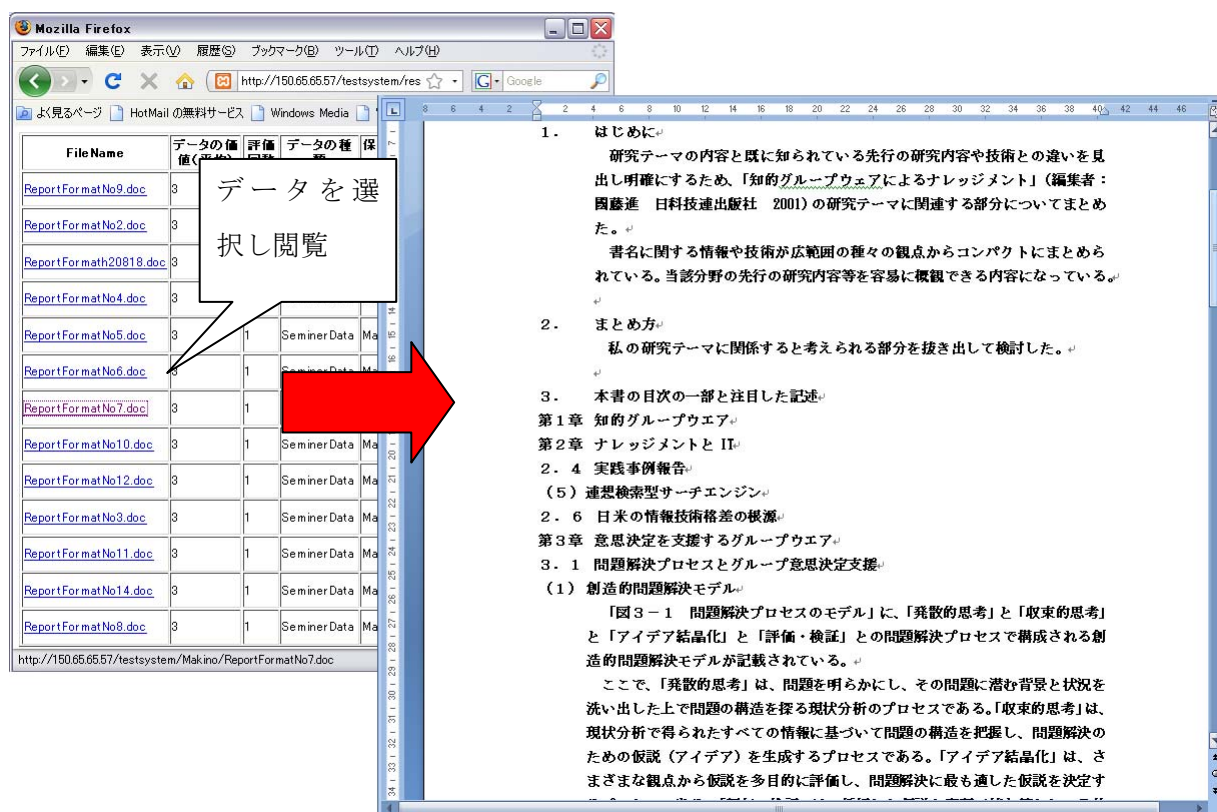 Mozilla Firefox
ファイル(F) 編集(E) 表示(V) 履歴(S) ブックマーク(B) ツール(T) ヘルプ(H)
http://150.65.65.57/testsystem/res
G Google
よく見るページ HotMail の無料サービス Windows Media
FileName データの価値(平均) 評価回数 データの種類 保
ReportFormatNo9.doc 3
ReportFormatNo2.doc 3
ReportFormath20818.doc 3
ReportFormatNo4.doc 3
ReportFormatNo5.doc 3 1 SeminerData Ma
ReportFormatNo6.doc 3 1 SeminerData Ma
ReportFormatNo7.doc 3 1
ReportFormatNo10.doc 3 1 SeminerData Ma
ReportFormatNo12.doc 3 1 SeminerData Ma
ReportFormatNo3.doc 3 1 SeminerData Ma
ReportFormatNo11.doc 3 1 SeminerData Ma
ReportFormatNo14.doc 3 1 SeminerData Ma
ReportFormatNo8.doc 3 1 SeminerData Ma
http://150.65.65.57/testsystem/Makino/ReportFormatNo7.doc
データを選
択し閲覧
L 8 6 4 2 2 4 6 8 10 12 14 16 18 20 22 24 26 28 30 32 34 36 38 40 42 44 46
1. はじめに
研究テーマの内容と既に知られている先行の研究内容や技術との違いを見
出し明確にするため、「知的グループウェアによるナレッジメント」(編集者:
國藤進 日科技連出版社 2001)の研究テーマに関連する部分についてまとめ
た。
書名に関する情報や技術が広範囲の種々の観点からコンパクトにまとめら
れている。当該分野の先行の研究内容等を容易に概観できる内容になっている。
2. まとめ方
私の研究テーマに関係すると考えられる部分を抜き出して検討した。
3. 本書の目次の一部と注目した記述
第1章 知的グループウエア
第2章 ナレッジメントと IT
2.4 実践事例報告
(5)連想検索型サーチエンジン
2.6 日米の情報技術格差の根源
第3章 意思決定を支援するグループウエア
3.1 問題解決プロセスとグループ意思決定支援
(1)創造的問題解決モデル
「図3-1 問題解決プロセスのモデル」に、「発散的思考」と「収束的思考」
と「アイデア結晶化」と「評価・検証」との問題解決プロセスで構成される創
造的問題解決モデルが記載されている。
ここで、「発散的思考」は、問題を明らかにし、その問題に潜む背景と状況を
洗い出した上で問題の構造を探る現状分析のプロセスである。「収束的思考」は、
現状分析で得られたすべての情報に基づいて問題の構造を把握し、問題解決の
ための仮説(アイデア)を生成するプロセスである。「アイデア結晶化」は、さ
まざまな観点から仮説を多目的に評価し、問題解決に最も適した仮説を決定す